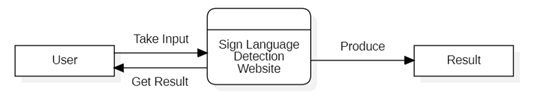 Take Input
User
Get Result
Sign Language
Detection
Website
Produce
Result